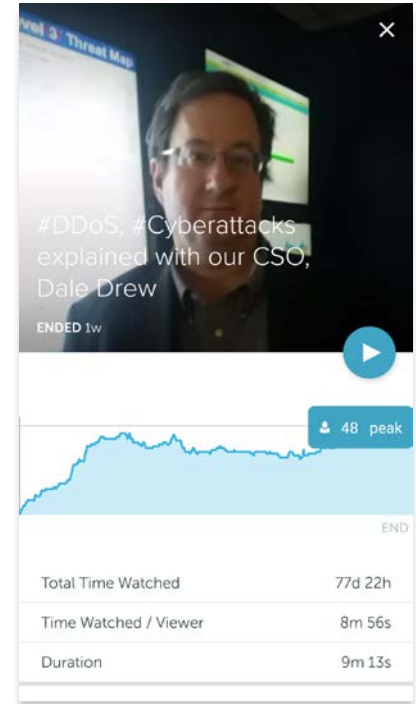 vel 3 Threat Map
#DDoS, #Cyberattacks
explained with our CSO,
Dale Drew
ENDED 1w
48 peak
END
Total Time Watched 77d 22h
Time Watched / Viewer 8m 56s
Duration 9m 13s